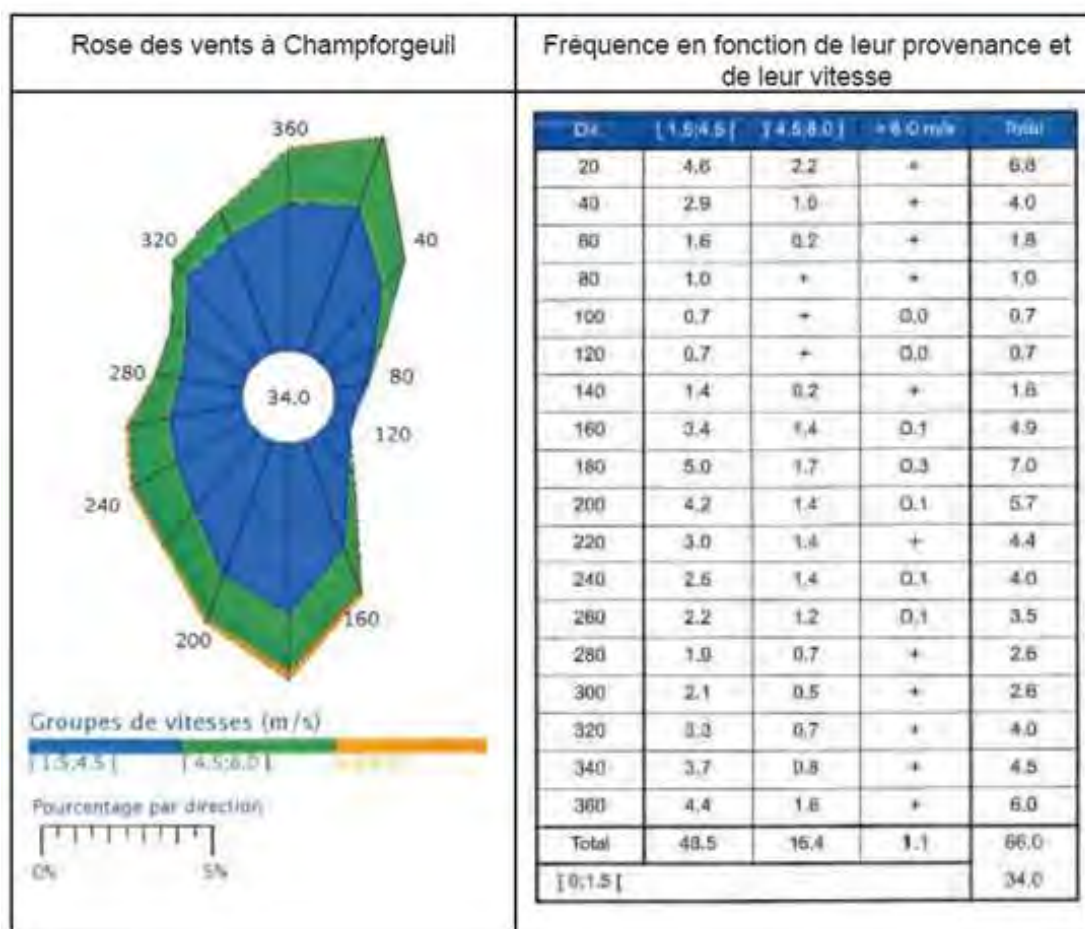 Rose des vents à Champforgeuil
Fréquence en fonction de leur provenance et
de leur vitesse
360
40
80
120
160
200
240
280
320
34.0
Groupes de vitesses (m/s)
[ 1.5;4.5 [ [ 4.5;8.0 ]
Pourcentage par direction
0% 5%
Dir. [ 1.5;4.5 [ [ 4.5;8.0 ] > 8.0 m/s Total
20 4.6 2.2 + 6.8
40 2.9 1.0 + 4.0
60 1.6 0.2 + 1.8
80 1.0 + + 1.0
100 0.7 + 0.0 0.7
120 0.7 + 0.0 0.7
140 1.4 0.2 + 1.6
160 3.4 1.4 0.1 4.9
180 5.0 1.7 0.3 7.0
200 4.2 1.4 0.1 5.7
220 3.0 1.4 + 4.4
240 2.5 1.4 0.1 4.0
260 2.2 1.2 0.1 3.5
280 1.9 0.7 + 2.6
300 2.1 0.5 + 2.6
320 3.3 0.7 + 4.0
340 3.7 0.8 + 4.5
360 4.4 1.6 + 6.0
Total 48.5 16.4 1.1 66.0
[ 0;1.5 [ 34.0